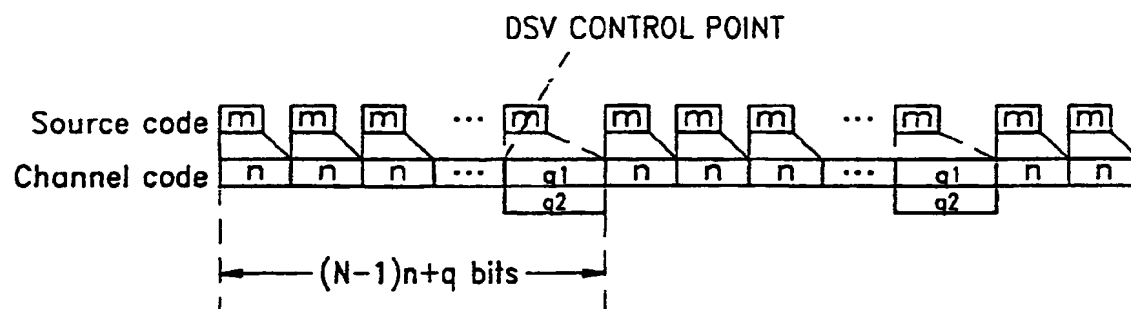 DSV CONTROL POINT
Source code m m m ... m m m m ... m m m
Channel code n n n ... q1 n n n ... q1 n n
q2 q2
(N-1)n+q bits